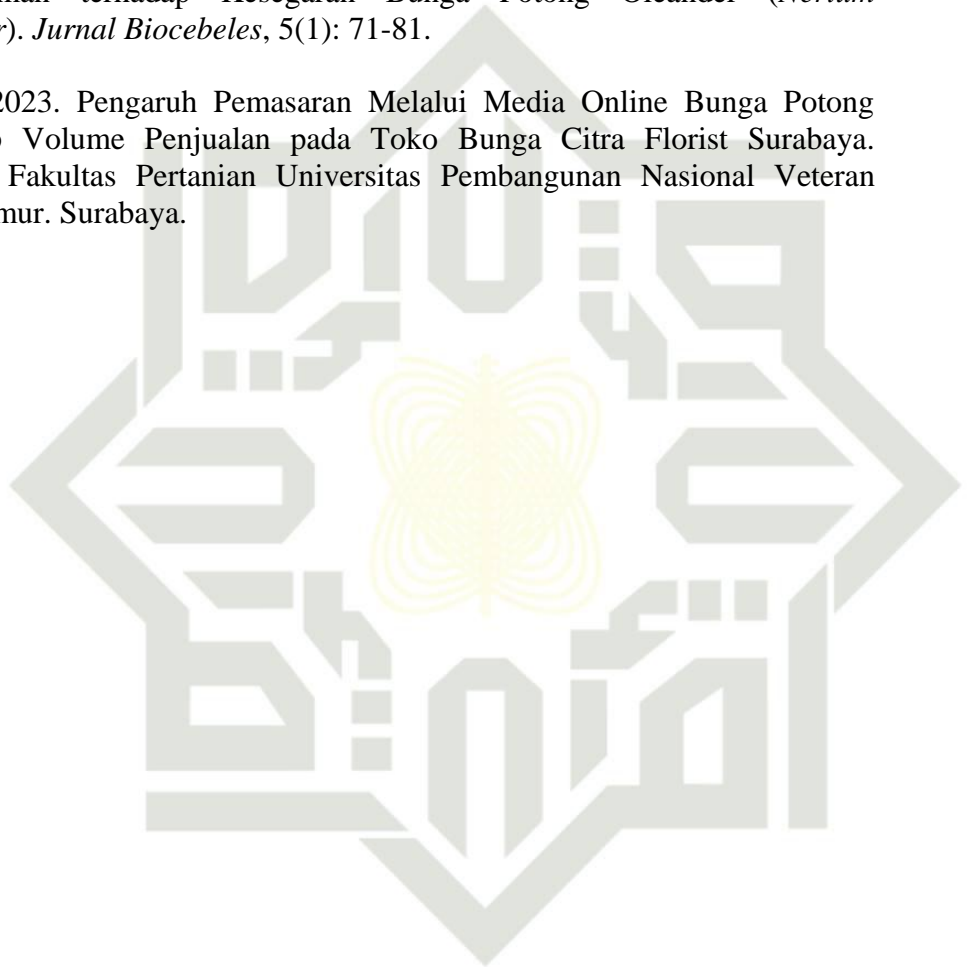 terhadap Kesegaran Bunga Potong Oleander (Nerium
r). Jurnal Biocebeles, 5(1): 71-81.
2023. Pengaruh Pemasaran Melalui Media Online Bunga Potong
Volume Penjualan pada Toko Bunga Citra Florist Surabaya.
Fakultas Pertanian Universitas Pembangunan Nasional Veteran
mur. Surabaya.